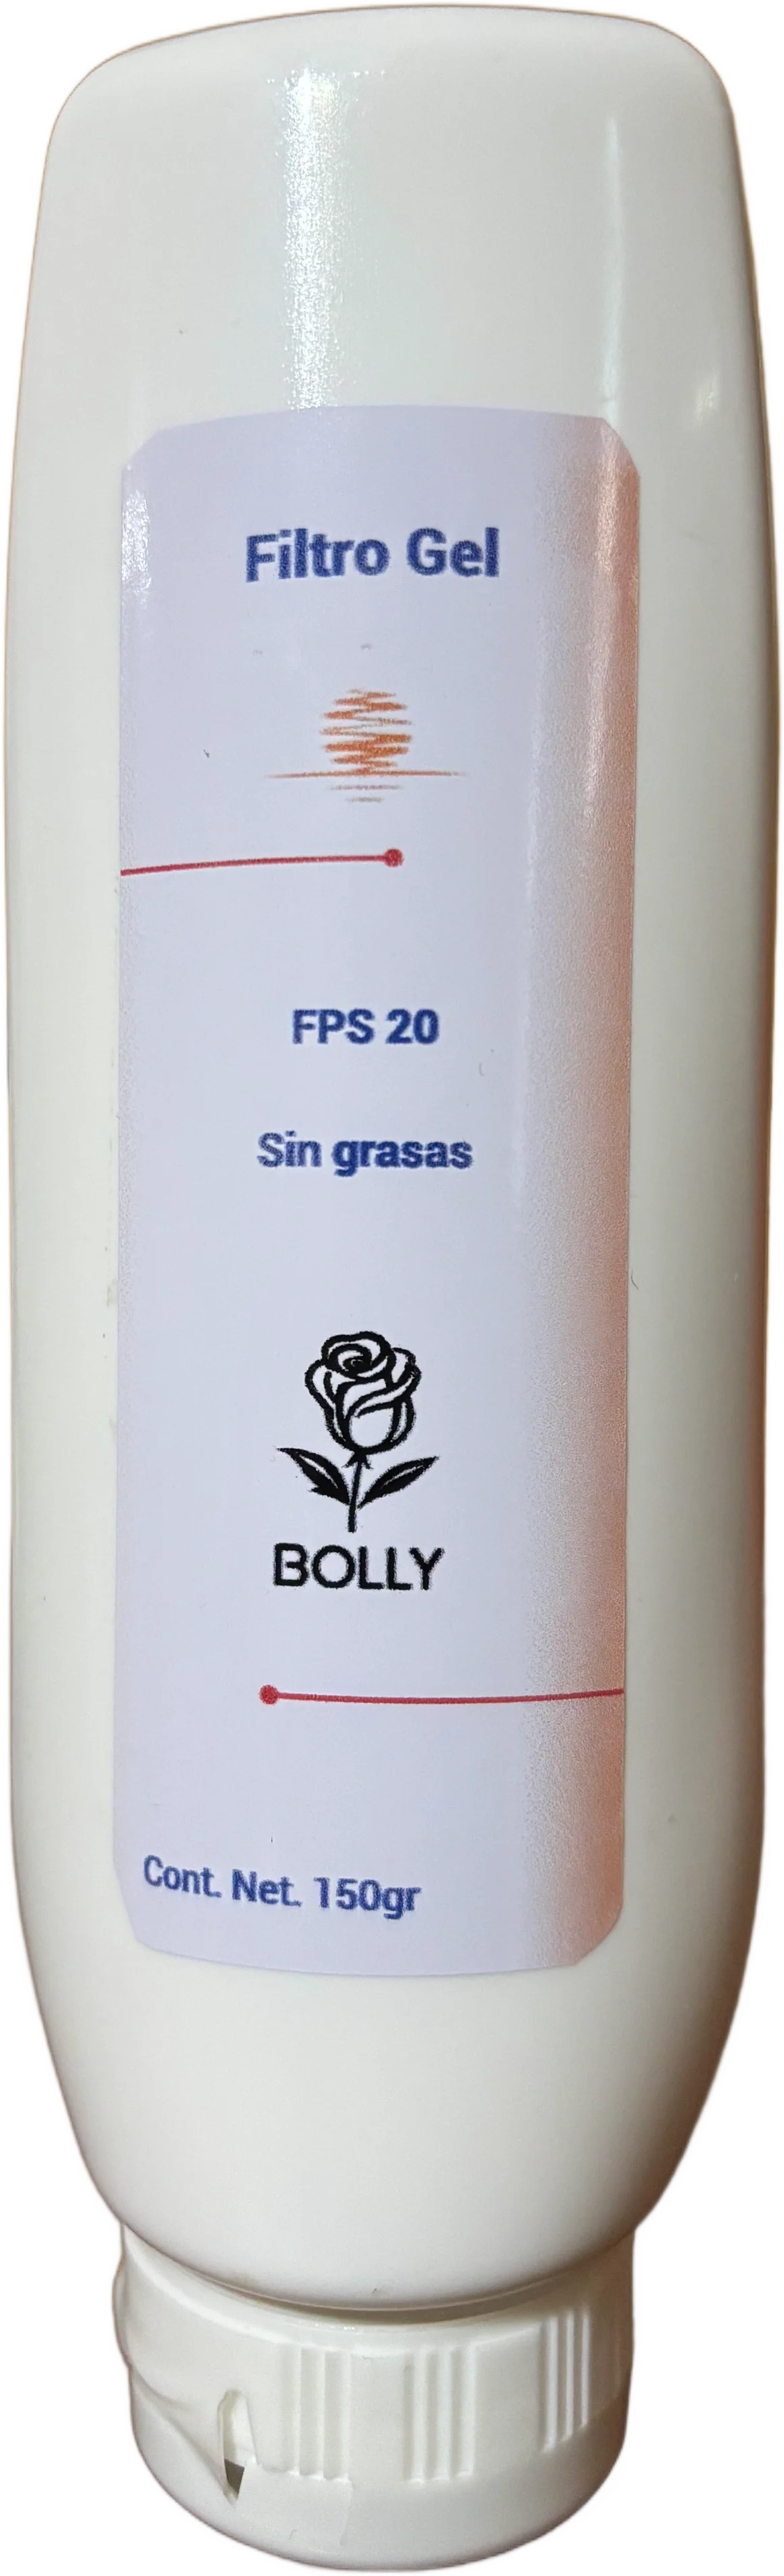 Filtro Gel
FPS 20
Sin grasas
BOLLY
Cont. Net. 150gr